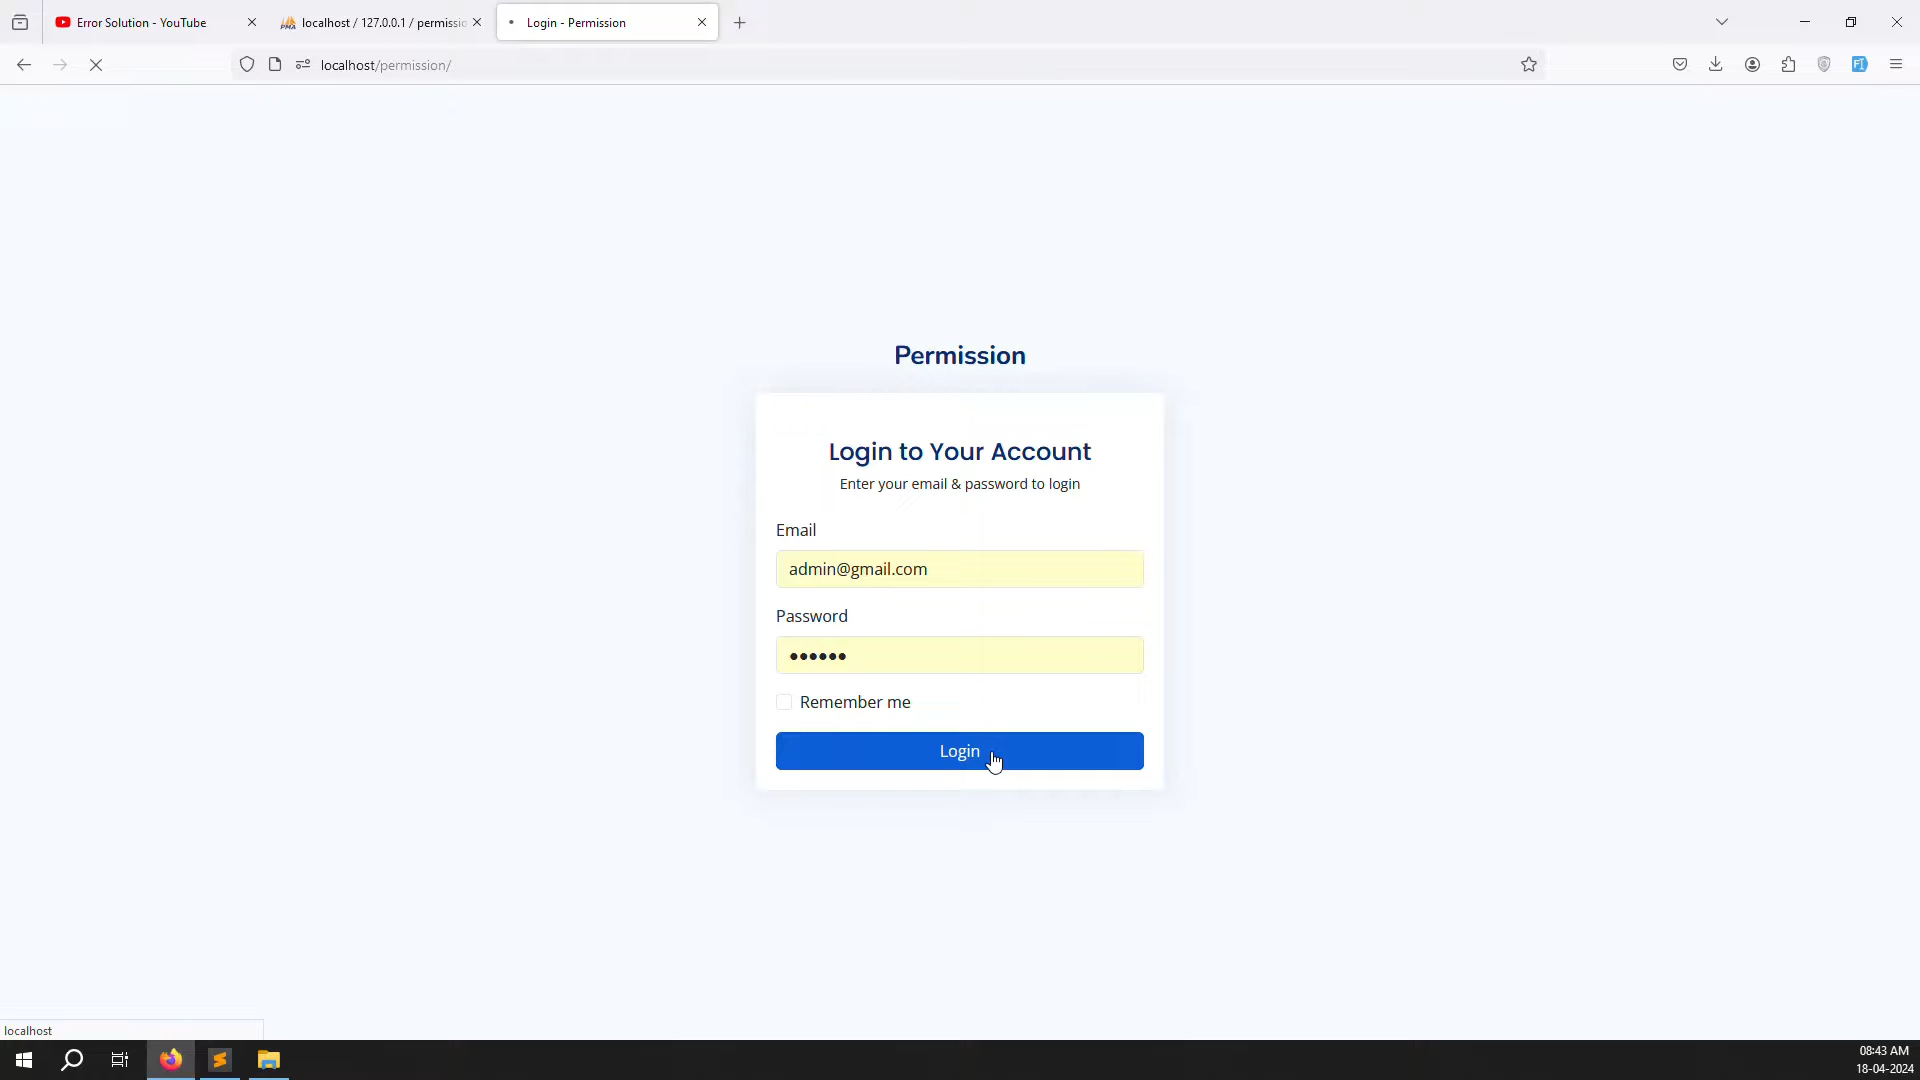 Error Solution - YouTube
localhost / 127.0.0.1 / permissio
Login - Permission
localhost/permission/
Permission
Login to Your Account
Enter your email & password to login
Email
admin@gmail.com
Password
●●●●●●
Remember me
Login
localhost
08:43 AM
18-04-2024